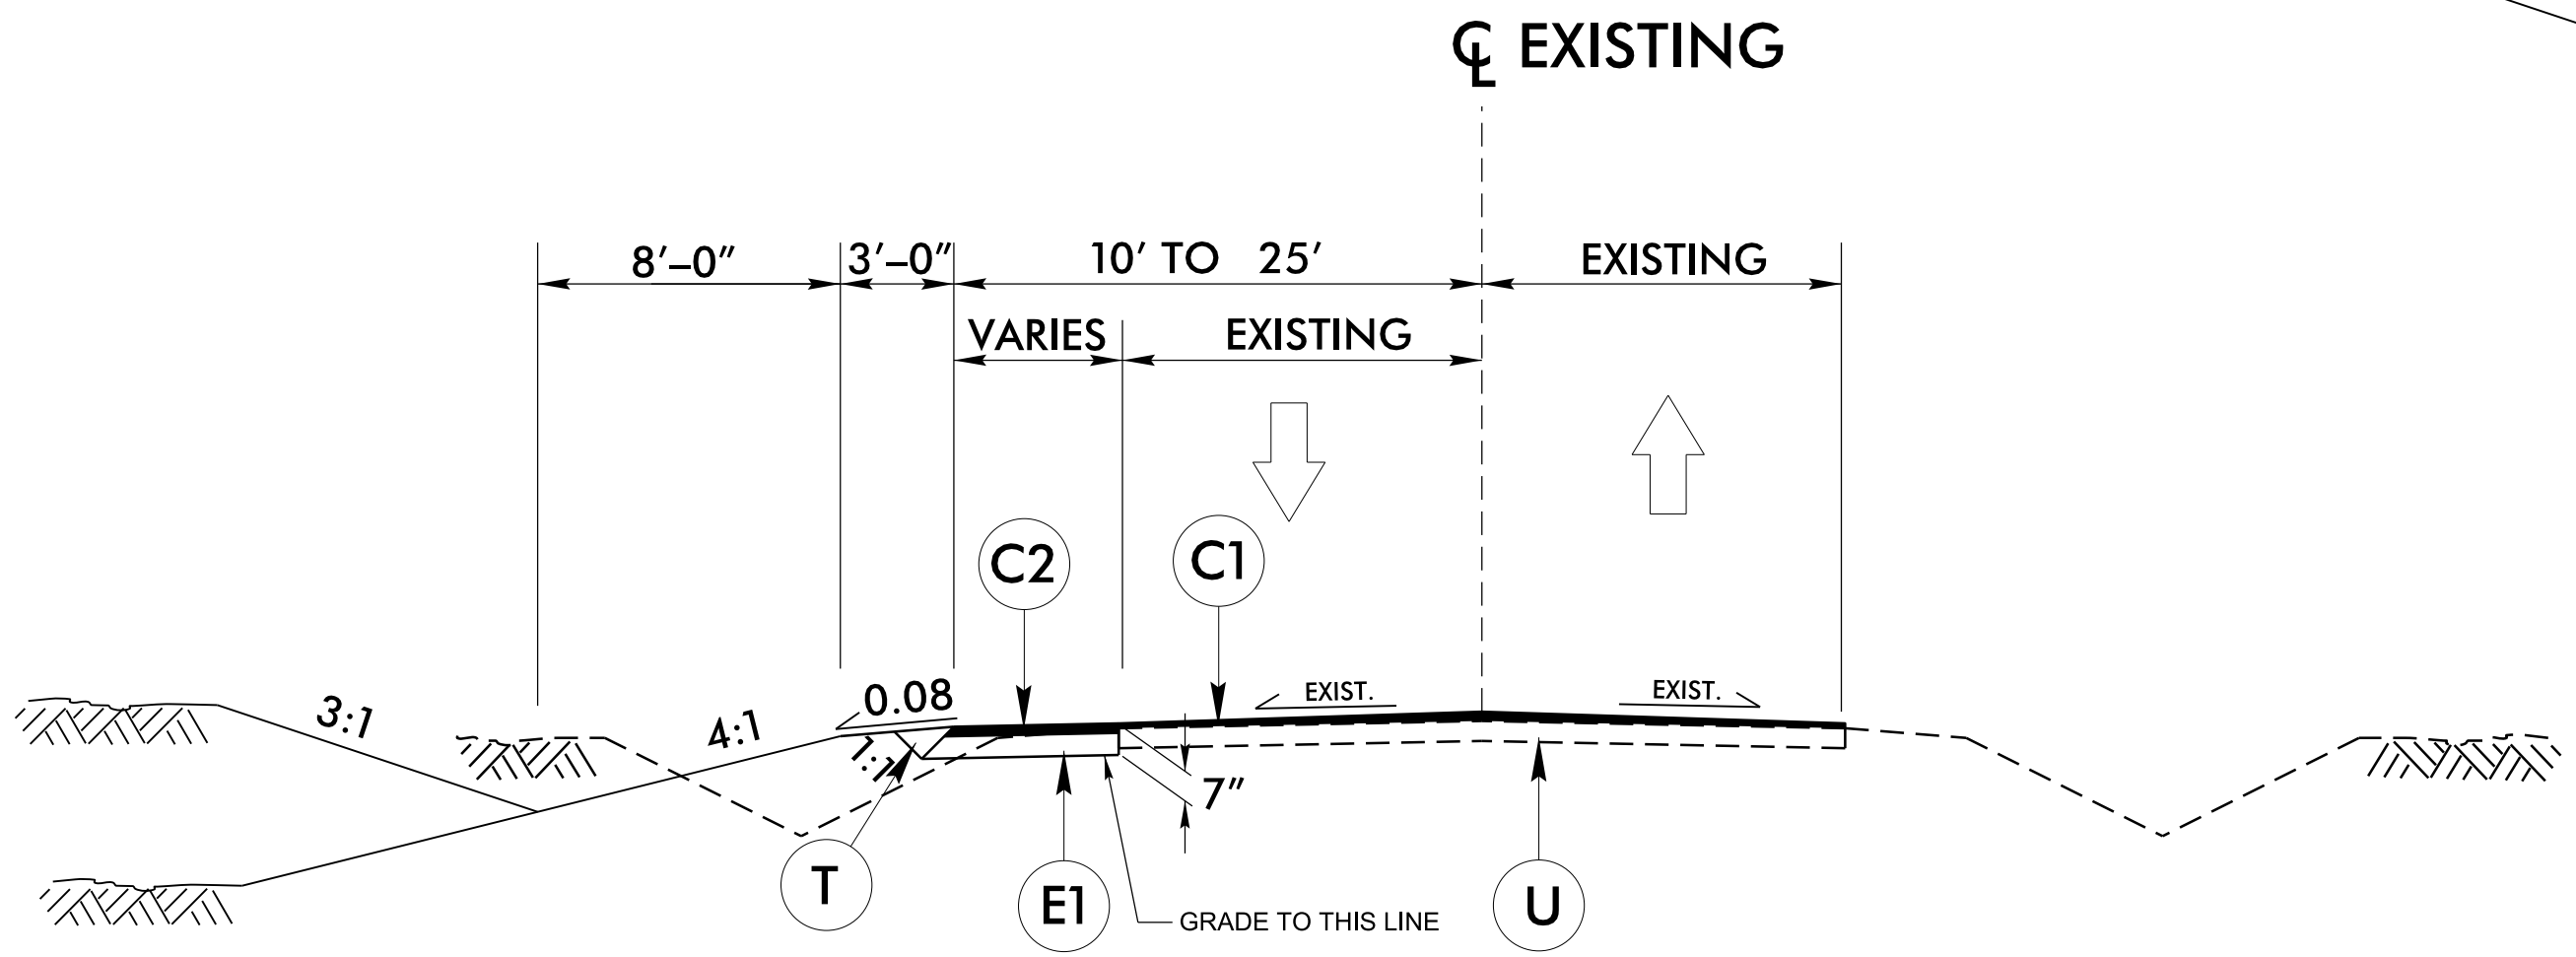 ℄ EXISTING
8'–0" 3'–0" 10' TO 25' EXISTING
VARIES EXISTING
C2 C1
3:1 4:1 0.08 EXIST. EXIST.
1:1
7"
T E1 U
GRADE TO THIS LINE